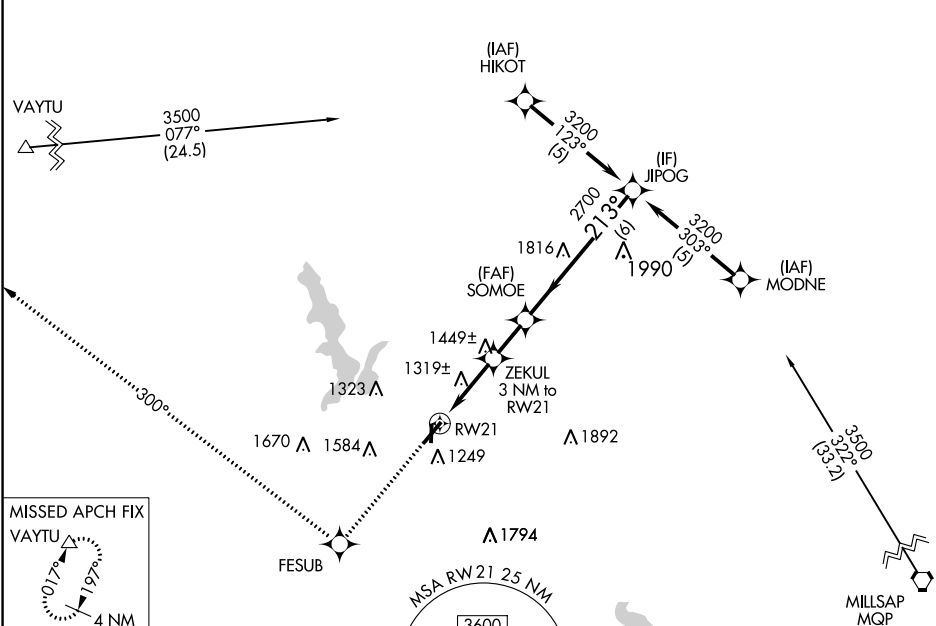 (IAF)
HIKOT
VAYTU
3500
077°
(24.5)
3200
123°
(5)
(IF)
JIPOG
2700
213°
(6)
3200
303°
(5)
1816
1990
(IAF)
MODNE
(FAF)
SOMOE
1449±
1319±
ZEKUL
3 NM to
RW21
1323
300°
RW21
1670
1584
1249
1892
3500
322°
(33.2)
MISSED APCH FIX
VAYTU
017°
197°
4 NM
FESUB
1794
MSA RW21 25 NM
3600
MILLSAP
MQP